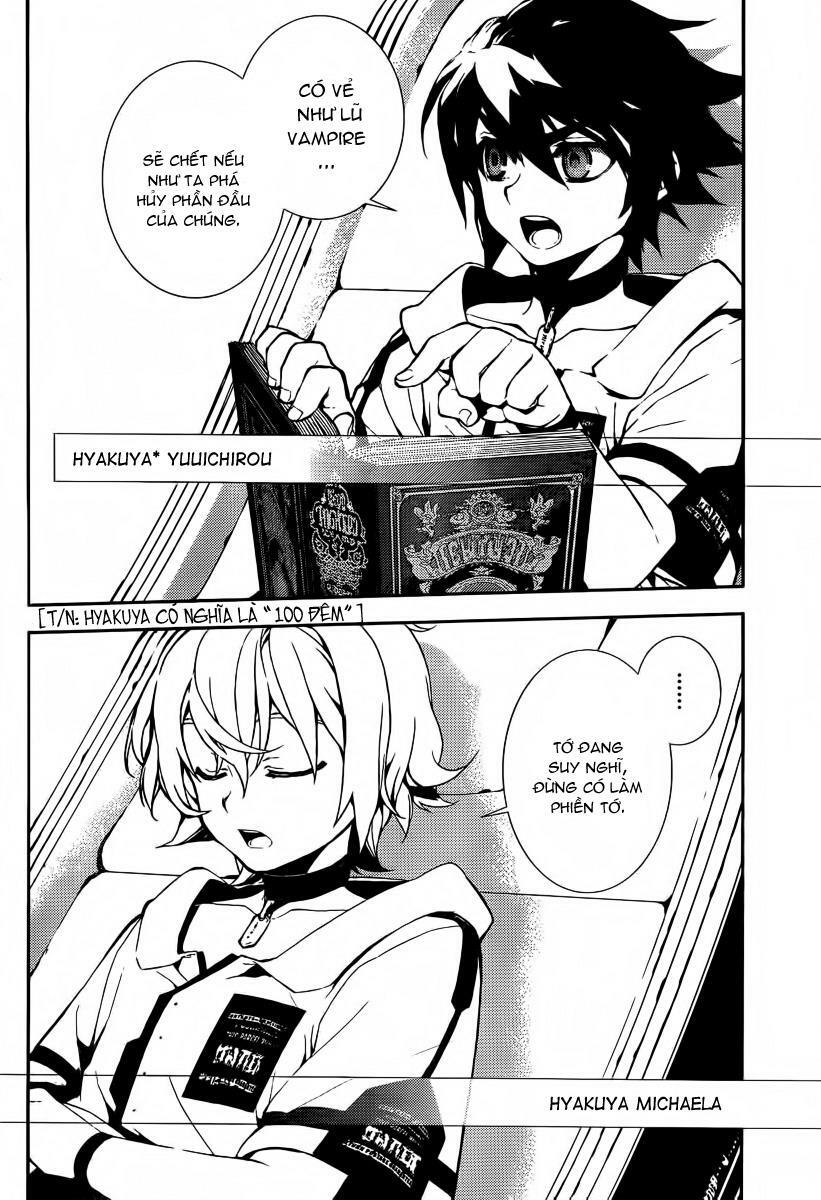 CÓ VẺ
NHƯ LŨ
VAMPIRE
...
SẼ CHẾT NẾU
NHƯ TA PHÁ
HỦY PHẦN ĐẦU
CỦA CHÚNG.
HYAKUYA* YUUICHIROU
[T/N: HYAKUYA CÓ NGHĨA LÀ "100 ĐÊM"]
......
TỚ ĐANG
SUY NGHĨ,
ĐỪNG CÓ LÀM
PHIỀN TỚ.
HYAKUYA MICHAELA